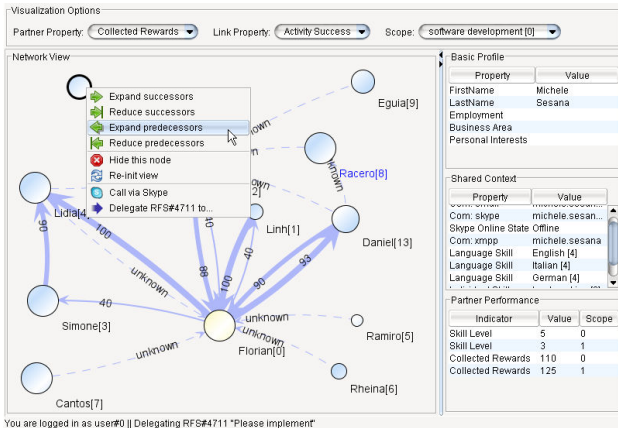 Visualization Options
Partner Property: Collected Rewards Link Property: Activity Success Scope: software development [0]
Network View
Expand successors
Reduce successors
Expand predecessors
Reduce predecessors
Hide this node
Re-init view
Call via Skype
Delegate RFS#4711 to...
Eguia[9]
Racero[8]
Lidia[4]
2]
Linh[1]
Daniel[13]
Simone[3]
Florian[0]
Ramiro[5]
Rheina[6]
Cantos[7]
unknown
unknown
unknown
unknown
unknown
90
100
40
40
88
100
40
90
93
Basic Profile
Property Value
FirstName Michele
LastName Sesana
Employment
Business Area
Personal Interests
Shared Context
Property Value
Com: skype michele.sesan...
Skype Online State Offline
Com: xmpp michele.sesana
Language Skill English [4]
Language Skill Italian [4]
Language Skill German [4]
Partner Performance
Indicator Value Scope
Skill Level 5 0
Skill Level 3 1
Collected Rewards 110 0
Collected Rewards 125 1
You are logged in as user#0 || Delegating RFS#4711 "Please implement"